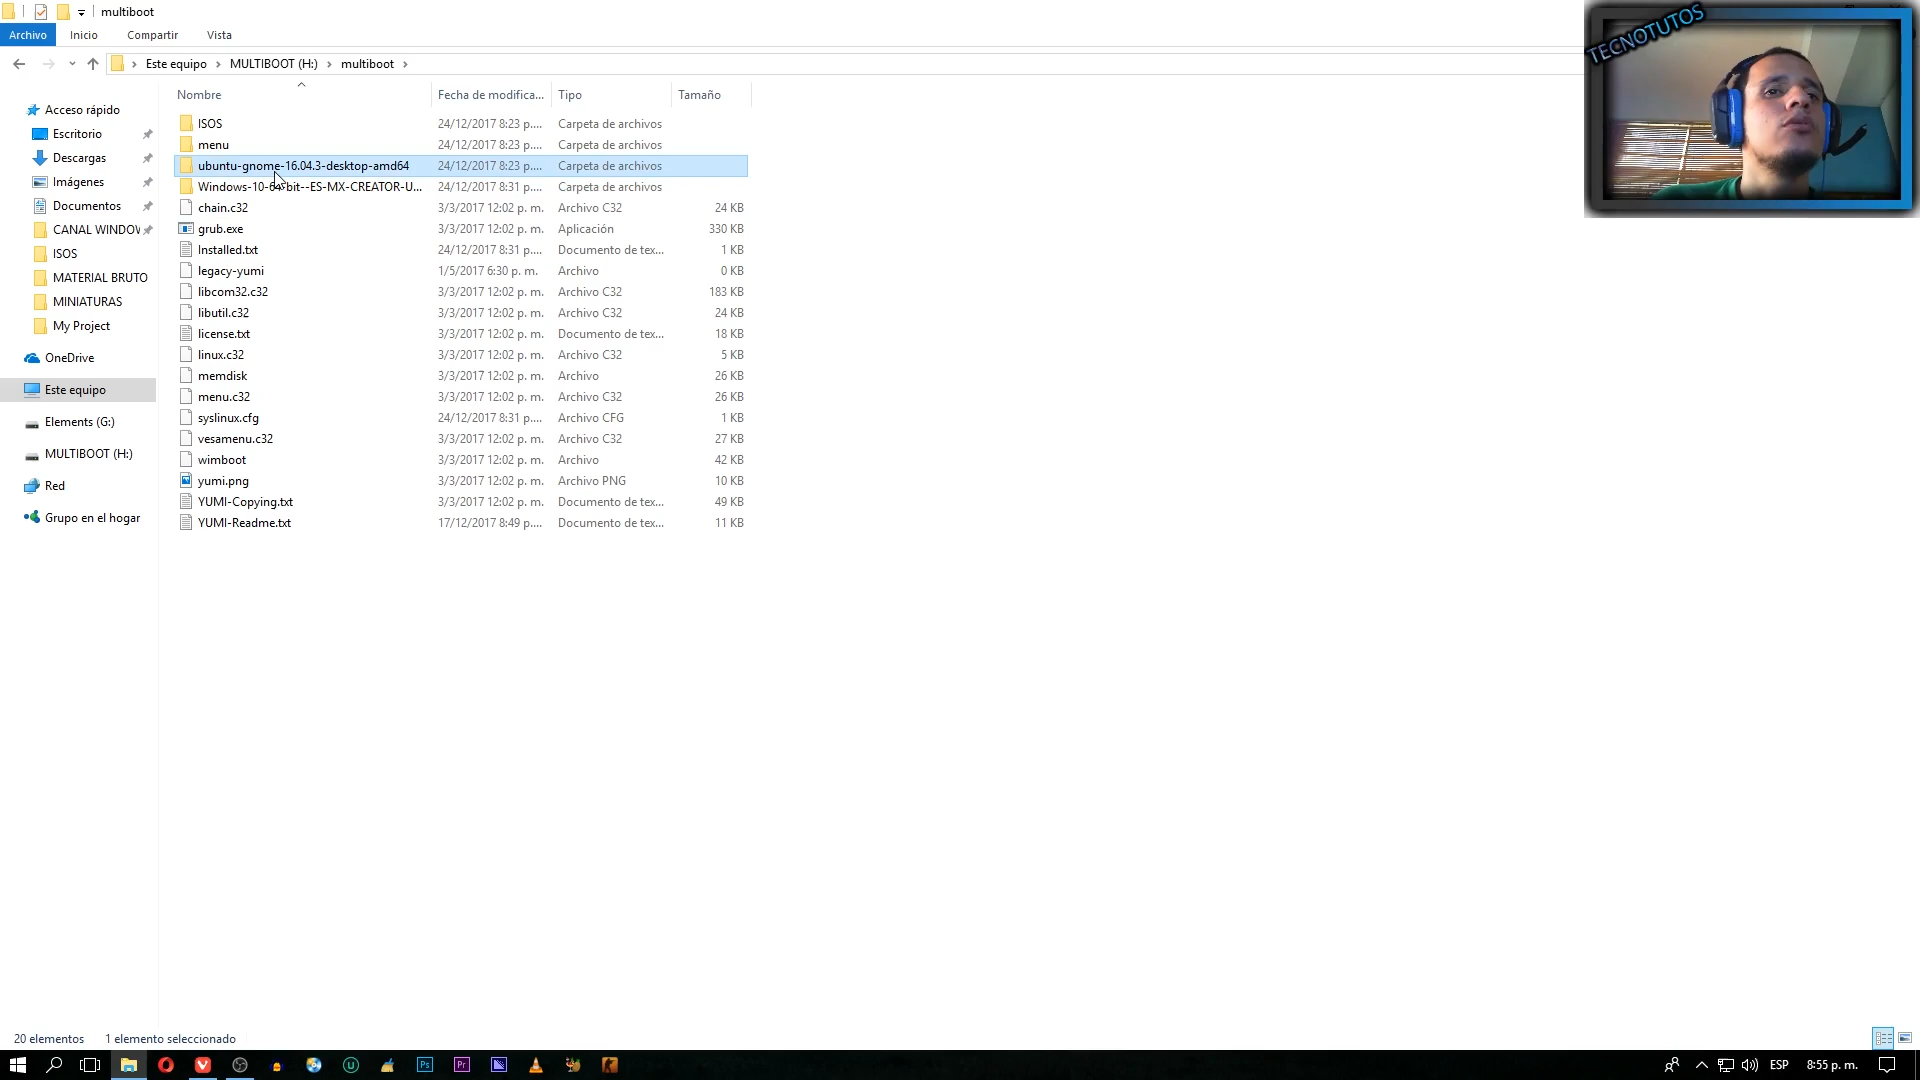 multiboot
Archivo
Inicio
Compartir
Vista
Este equipo
MULTIBOOT (H:)
multiboot
TECNOTUTOS
Nombre
Fecha de modifica...
Tipo
Tamaño
Acceso rápido
Escritorio
Descargas
Imágenes
Documentos
CANAL WINDOV
ISOS
MATERIAL BRUTO
MINIATURAS
My Project
OneDrive
Este equipo
Elements (G:)
MULTIBOOT (H:)
Red
Grupo en el hogar
ISOS 24/12/2017 8:23 p.... Carpeta de archivos
menu 24/12/2017 8:23 p.... Carpeta de archivos
ubuntu-gnome-16.04.3-desktop-amd64 24/12/2017 8:23 p.... Carpeta de archivos
Windows-10-64-bit--ES-MX-CREATOR-U... 24/12/2017 8:31 p.... Carpeta de archivos
chain.c32 3/3/2017 12:02 p. m. Archivo C32 24 KB
grub.exe 3/3/2017 12:02 p. m. Aplicación 330 KB
Installed.txt 24/12/2017 8:31 p.... Documento de tex... 1 KB
legacy-yumi 1/5/2017 6:30 p. m. Archivo 0 KB
libcom32.c32 3/3/2017 12:02 p. m. Archivo C32 183 KB
libutil.c32 3/3/2017 12:02 p. m. Archivo C32 24 KB
license.txt 3/3/2017 12:02 p. m. Documento de tex... 18 KB
linux.c32 3/3/2017 12:02 p. m. Archivo C32 5 KB
memdisk 3/3/2017 12:02 p. m. Archivo 26 KB
menu.c32 3/3/2017 12:02 p. m. Archivo C32 26 KB
syslinux.cfg 24/12/2017 8:31 p.... Archivo CFG 1 KB
vesamenu.c32 3/3/2017 12:02 p. m. Archivo C32 27 KB
wimboot 3/3/2017 12:02 p. m. Archivo 42 KB
yumi.png 3/3/2017 12:02 p. m. Archivo PNG 10 KB
YUMI-Copying.txt 3/3/2017 12:02 p. m. Documento de tex... 49 KB
YUMI-Readme.txt 17/12/2017 8:49 p.... Documento de tex... 11 KB
20 elementos
1 elemento seleccionado
Ps
Pr
ESP
8:55 p. m.